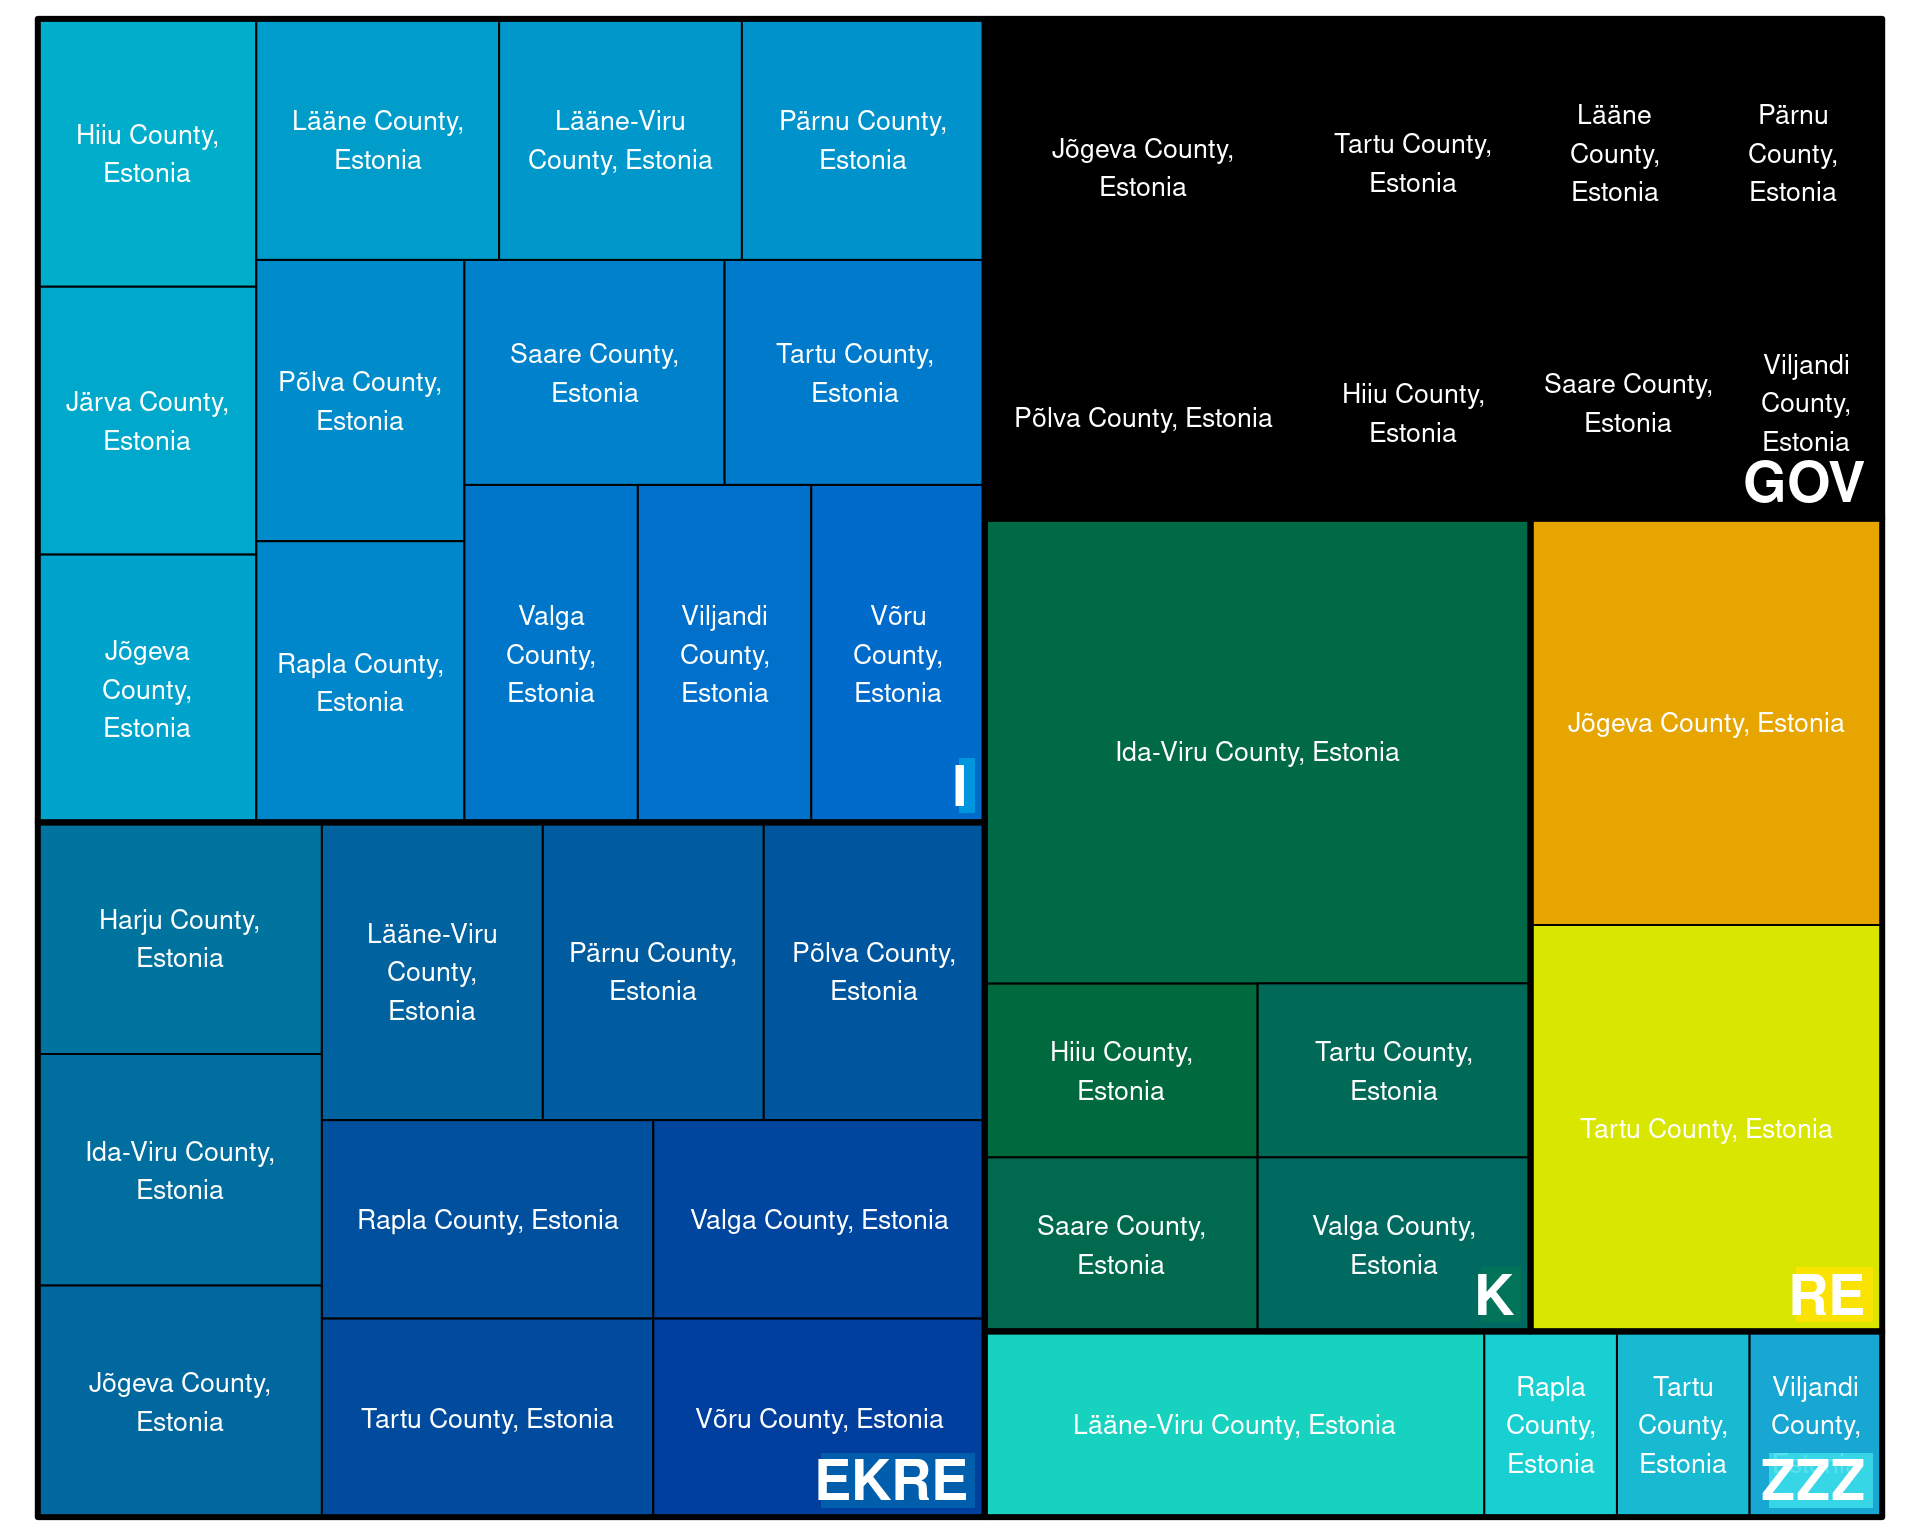 Hiiu County,
Estonia
Järva County,
Estonia
Jõgeva
County,
Estonia
Lääne County,
Estonia
Lääne-Viru
County, Estonia
Pärnu County,
Estonia
Põlva County,
Estonia
Rapla County,
Estonia
Saare County,
Estonia
Tartu County,
Estonia
Valga
County,
Estonia
Viljandi
County,
Estonia
Võru
County,
Estonia
I
Harju County,
Estonia
Ida-Viru County,
Estonia
Jõgeva County,
Estonia
Lääne-Viru
County,
Estonia
Pärnu County,
Estonia
Põlva County,
Estonia
Rapla County, Estonia
Valga County, Estonia
Tartu County, Estonia
Võru County, Estonia
EKRE
Jõgeva County,
Estonia
Tartu County,
Estonia
Lääne
County,
Estonia
Pärnu
County,
Estonia
Põlva County, Estonia
Hiiu County,
Estonia
Saare County,
Estonia
Viljandi
County,
Estonia
GOV
Ida-Viru County, Estonia
Hiiu County,
Estonia
Tartu County,
Estonia
Saare County,
Estonia
Valga County,
Estonia
K
Jõgeva County, Estonia
Tartu County, Estonia
RE
Lääne-Viru County, Estonia
Rapla
County,
Estonia
Tartu
County,
Estonia
Viljandi
County,
ZZZ